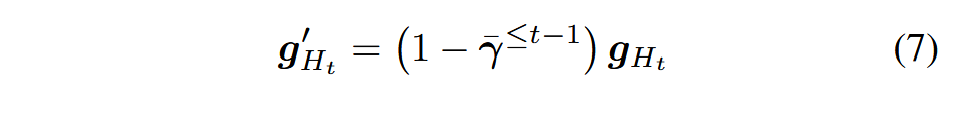 g′_{H_t} = (1 − γ̄^{≤t−1}) g_{H_t} (7)